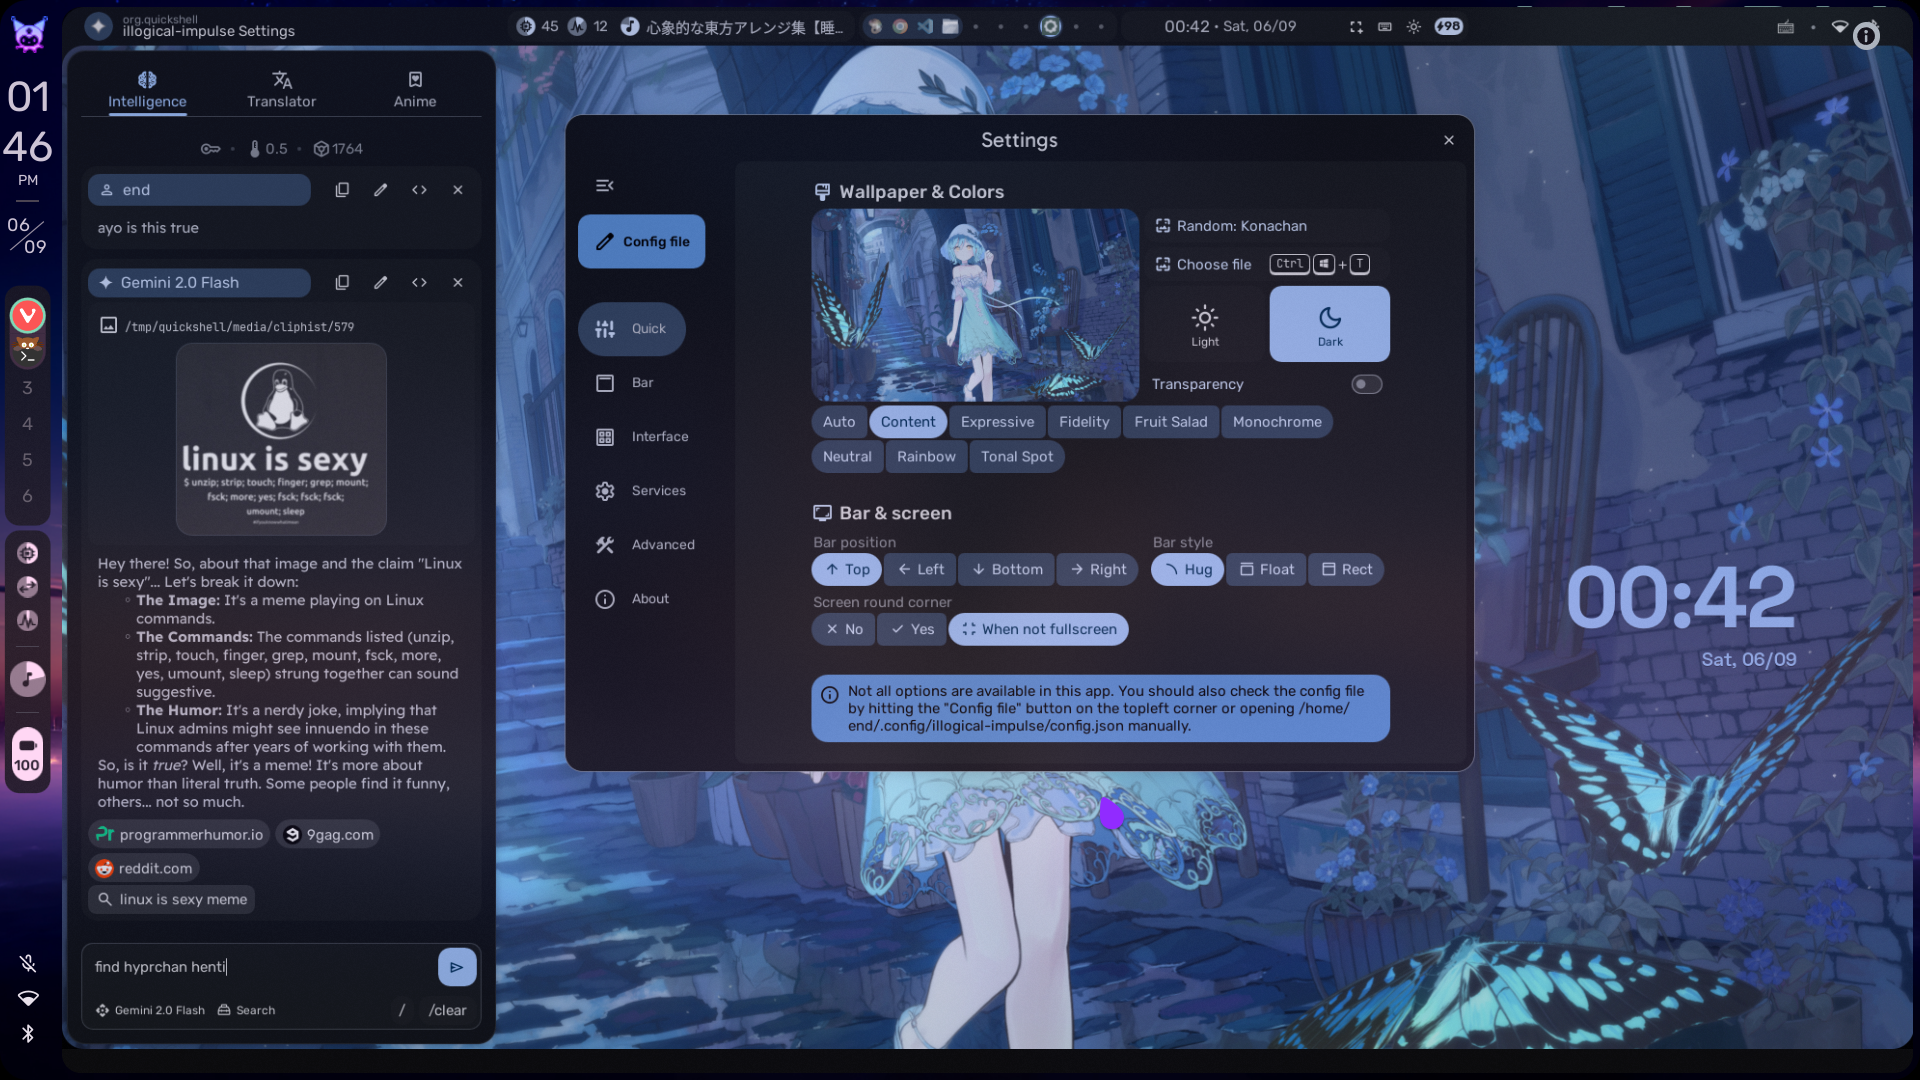 01
46
PM
06
09
3
4
5
6
100
org.quickshell
illogical-impulse Settings
45
12
心象的な東方アレンジ集【睡...
00:42 • Sat, 06/09
98
Intelligence
Translator
Anime
0.5
1764
end
ayo is this true
Gemini 2.0 Flash
/tmp/quickshell/media/cliphist/579
linux is sexy
$ unzip; strip; touch; finger; grep; mount;
fsck; more; yes; fsck; fsck; fsck;
umount; sleep
Hey there! So, about that image and the claim "Linux
is sexy"... Let's break it down:
The Image: It's a meme playing on Linux
commands.
The Commands: The commands listed (unzip,
strip, touch, finger, grep, mount, fsck, more,
yes, umount, sleep) strung together can sound
suggestive.
The Humor: It's a nerdy joke, implying that
Linux admins might see innuendo in these
commands after years of working with them.
So, is it true? Well, it's a meme! It's more about
humor than literal truth. Some people find it funny,
others... not so much.
programmerhumor.io
9gag.com
reddit.com
linux is sexy meme
find hyprchan henti
Gemini 2.0 Flash
Search
/
/clear
Settings
Config file
Quick
Bar
Interface
Services
Advanced
About
Wallpaper & Colors
Random: Konachan
Choose file Ctrl + T
Light
Dark
Transparency
Auto Content Expressive Fidelity Fruit Salad Monochrome
Neutral Rainbow Tonal Spot
Bar & screen
Bar position
Top Left Bottom Right
Bar style
Hug Float Rect
Screen round corner
No Yes When not fullscreen
Not all options are available in this app. You should also check the config file
by hitting the "Config file" button on the topleft corner or opening /home/
end/.config/illogical-impulse/config.json manually.
00:42
Sat, 06/09